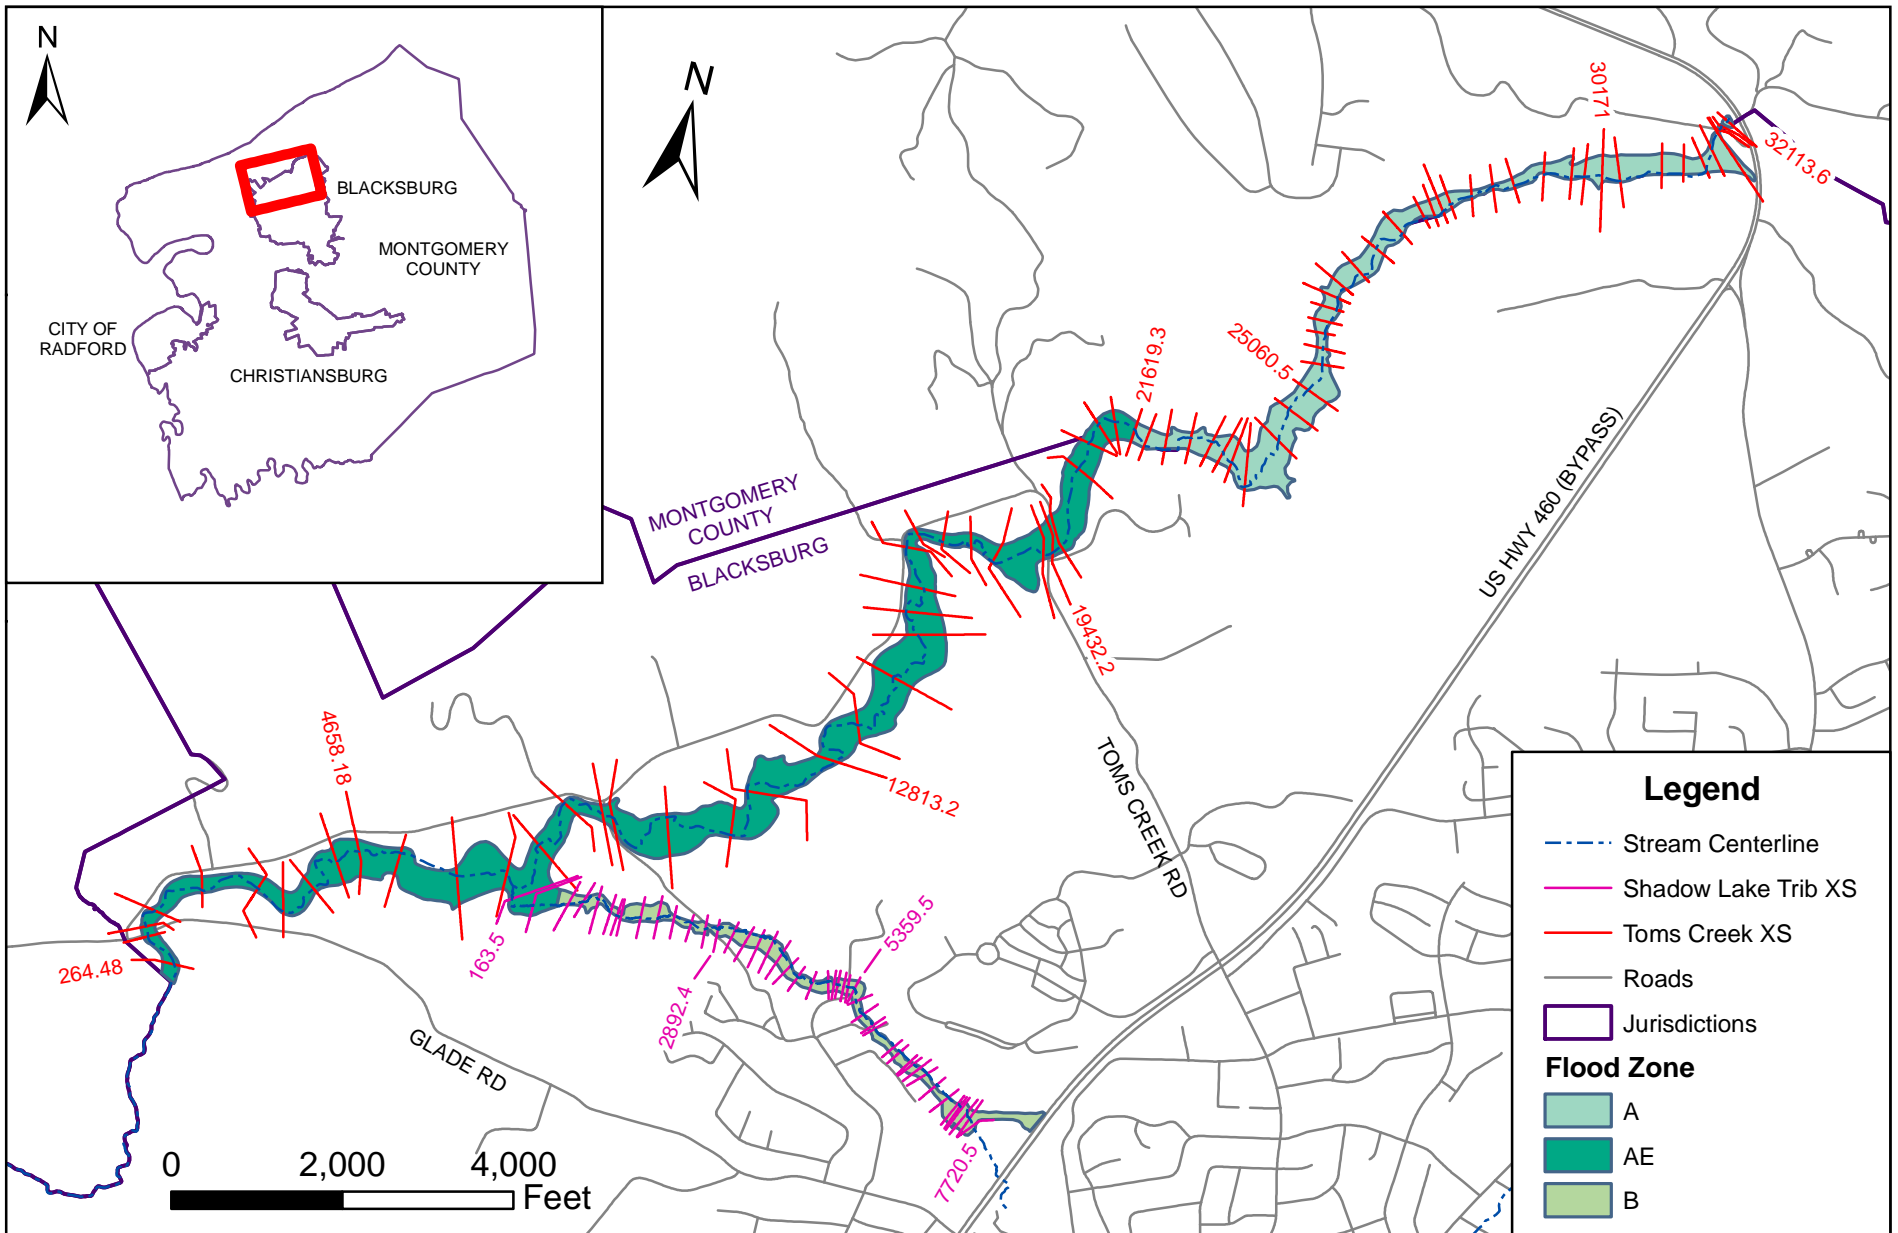 N
BLACKSBURG
MONTGOMERY
COUNTY
CITY OF
RADFORD
CHRISTIANSBURG
N
30171
32113.6
21619.3
25060.5
US HWY 460 (BYPASS)
MONTGOMERY
COUNTY
BLACKSBURG
19432.2
4658.18
12813.2
TOMS CREEK RD
264.48
163.5
5359.5
2892.4
GLADE RD
7720.5
0
2,000
4,000
Feet
Legend
Stream Centerline
Shadow Lake Trib XS
Toms Creek XS
Roads
Jurisdictions
Flood Zone
A
AE
B